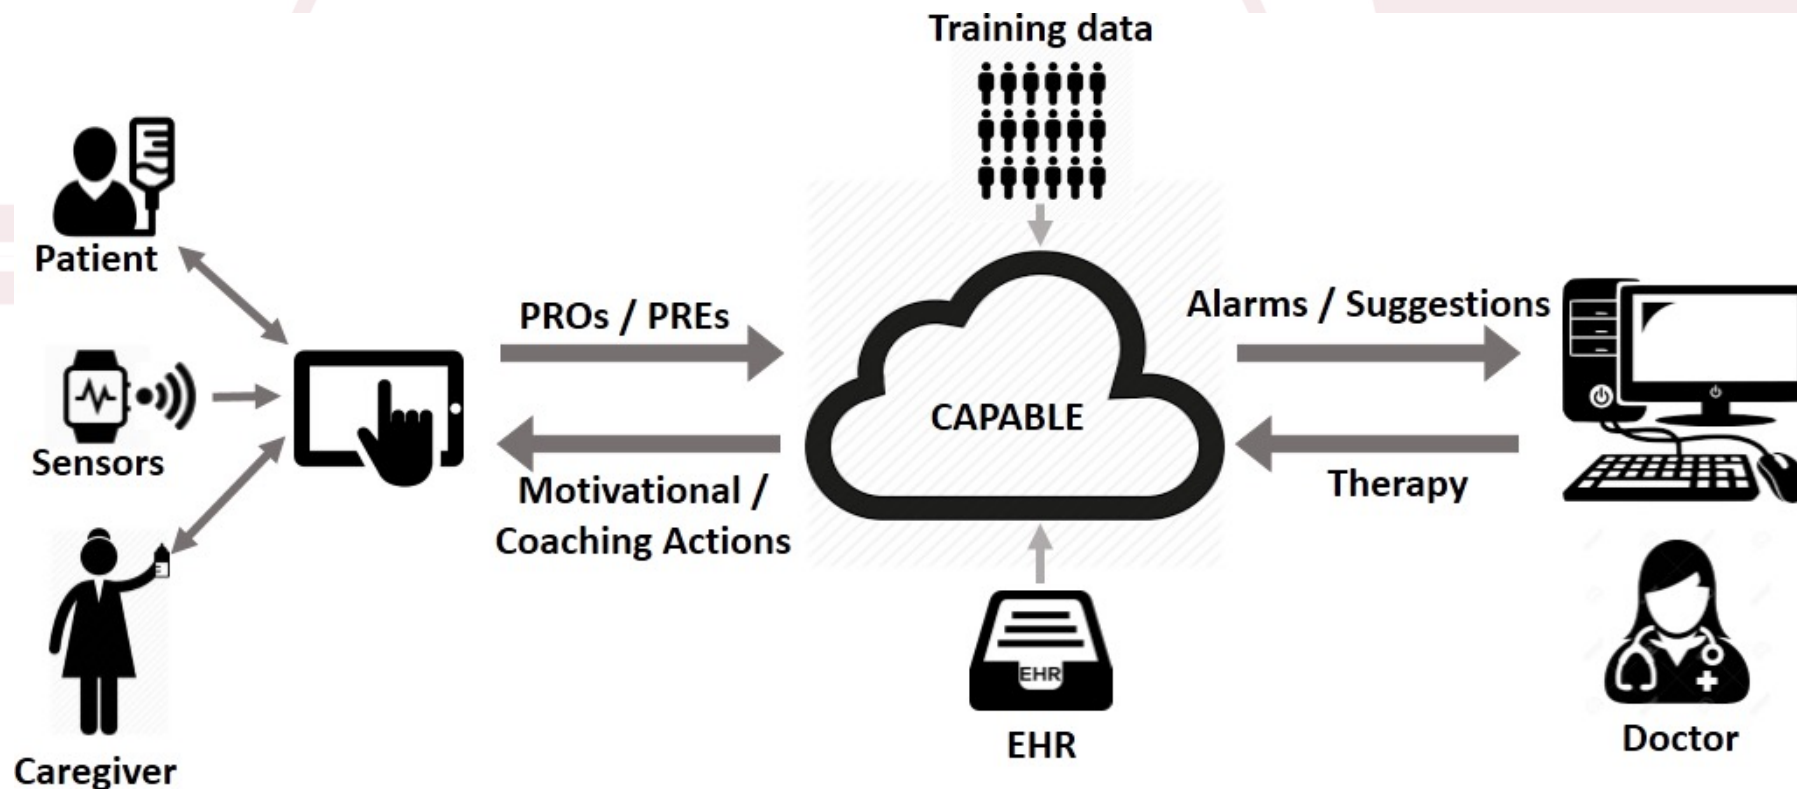 Training data
Patient
PROs / PREs
Alarms / Suggestions
CAPABLE
Sensors
Motivational /
Coaching Actions
Therapy
EHR
EHR
Doctor
Caregiver